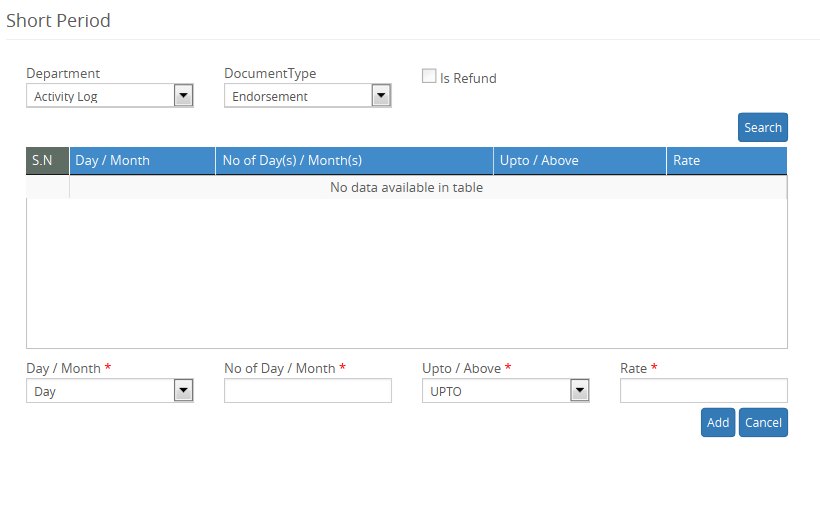 Short Period
Department DocumentType
Activity Log Endorsement Is Refund
Search
S.N Day / Month No of Day(s) / Month(s) Upto / Above Rate
No data available in table
Day / Month * No of Day / Month * Upto / Above * Rate *
Day UPTO
Add Cancel